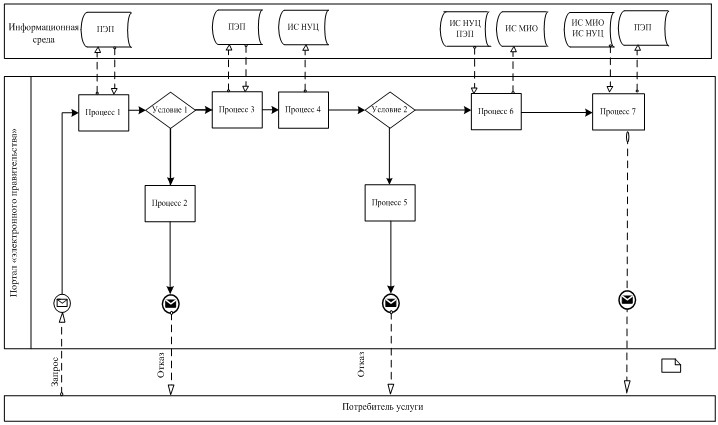 Информационная
среда
ПЭП
ПЭП
ИС НУЦ
ИС НУЦ
ПЭП
ИС МИО
ИС МИО
ИС НУЦ
ПЭП
Портал «электронного правительства»
Процесс 1
Условие 1
Процесс 3
Процесс 4
Условие 2
Процесс 6
Процесс 7
Процесс 2
Процесс 5
Запрос
Отказ
Отказ
Потребитель услуги